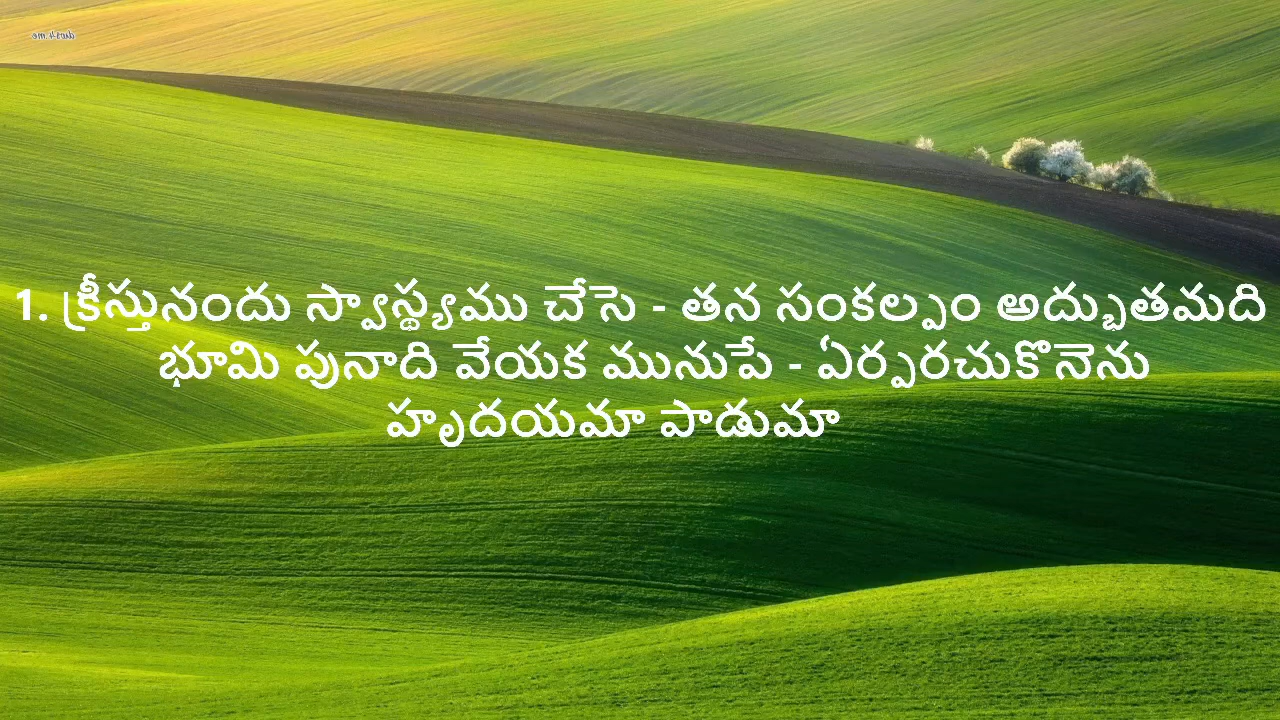 1. క్రీస్తునందు స్వాస్థ్యము చేసె - తన సంకల్పం అద్భుతమది
భూమి పునాది వేయక మునుపే - ఏర్పరచుకొనెను
హృదయమా పాడుమా